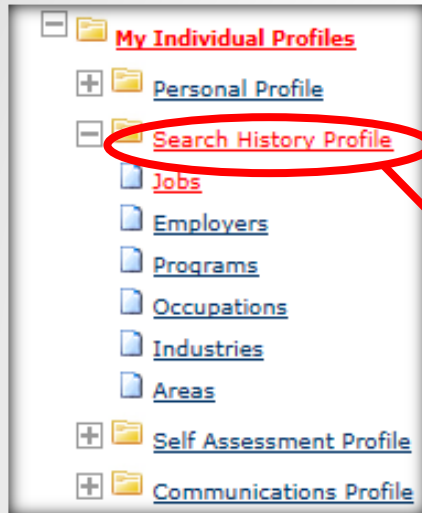 My Individual Profiles
Personal Profile
Search History Profile
Jobs
Employers
Programs
Occupations
Industries
Areas
Self Assessment Profile
Communications Profile